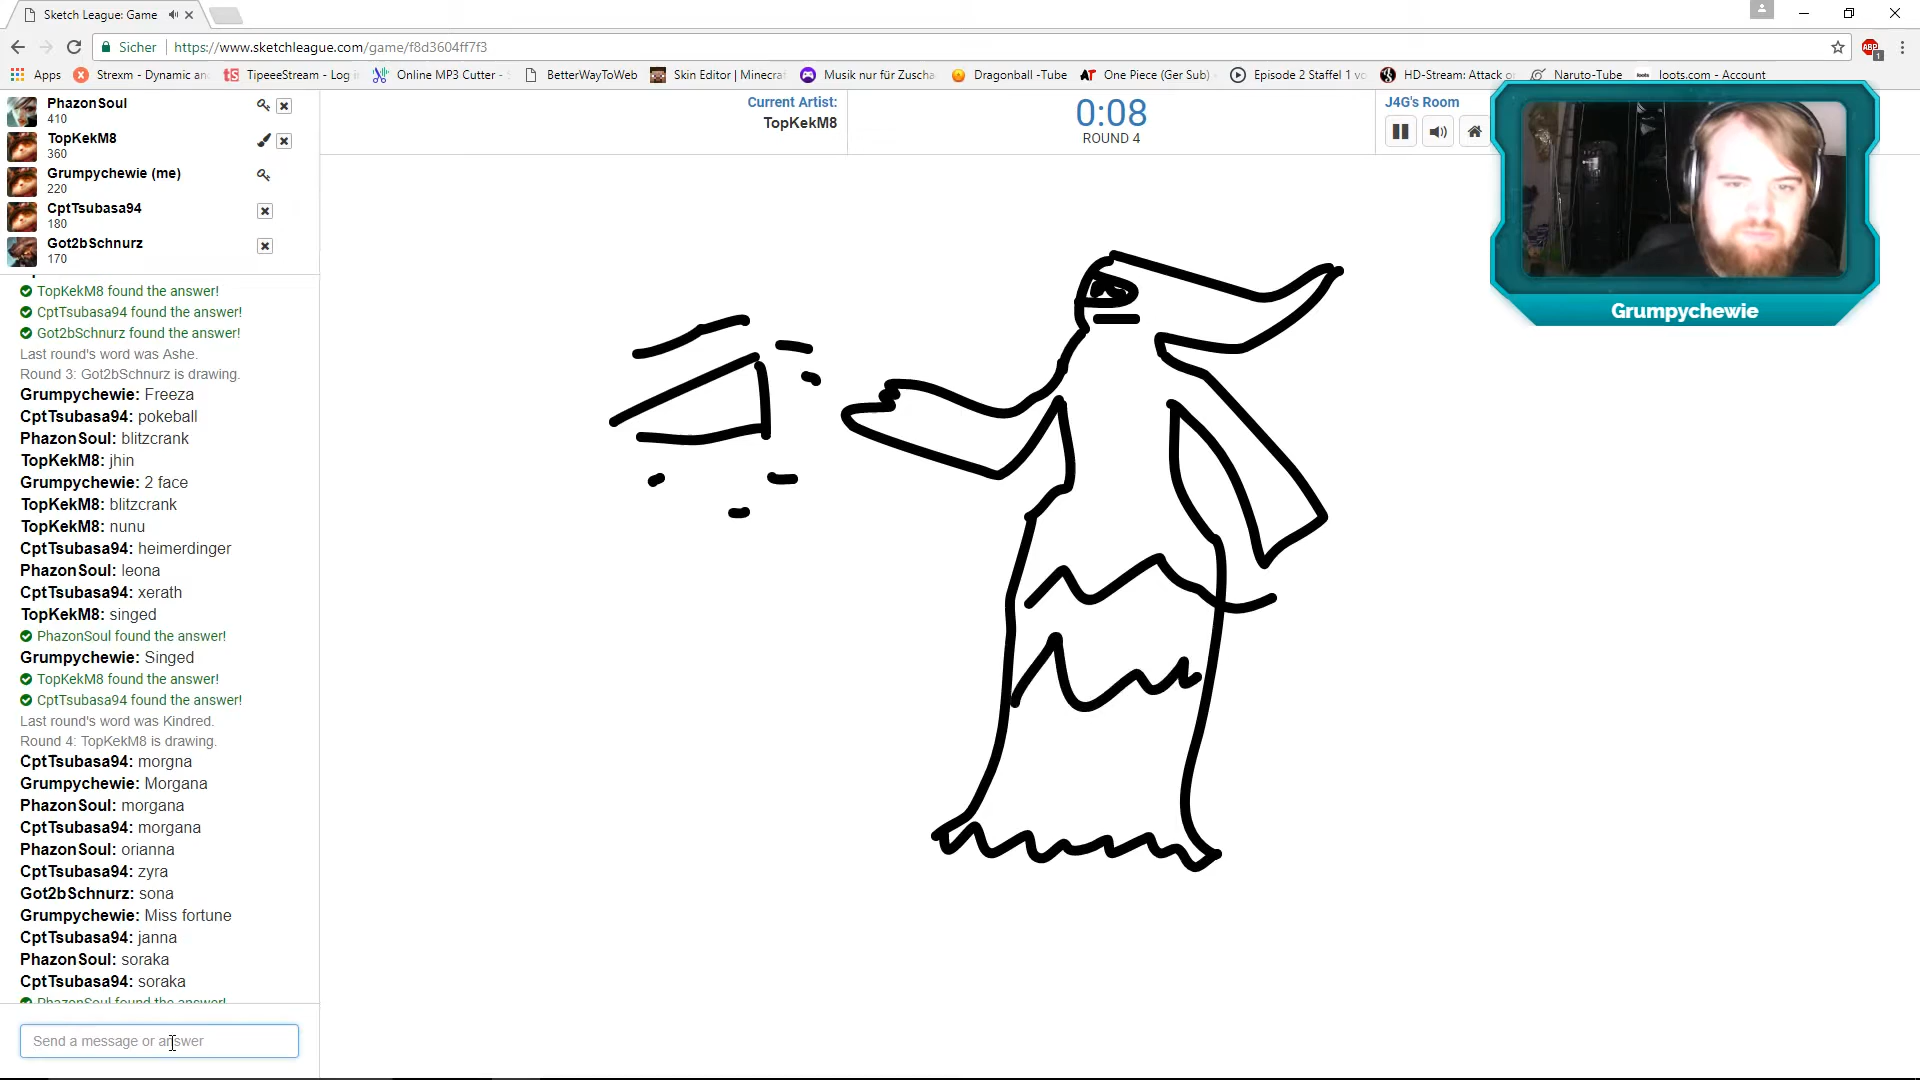 Sketch League: Game
Sicher https://www.sketchleague.com/game/f8d3604ff7f3
Apps Strexm - Dynamic and TipeeeStream - Log i Online MP3 Cutter - BetterWayToWeb Skin Editor | Minecra Musik nur für Zuscha Dragonball -Tube One Piece (Ger Sub) Episode 2 Staffel 1 vo HD-Stream: Attack o Naruto-Tube loots.com - Account
PhazonSoul
410
TopKekM8
360
Grumpychewie (me)
220
CptTsubasa94
180
Got2bSchnurz
170
Current Artist:
TopKekM8
0:08
ROUND 4
J4G's Room
Grumpychewie
TopKekM8 found the answer!
CptTsubasa94 found the answer!
Got2bSchnurz found the answer!
Last round's word was Ashe.
Round 3: Got2bSchnurz is drawing.
Grumpychewie: Freeza
CptTsubasa94: pokeball
PhazonSoul: blitzcrank
TopKekM8: jhin
Grumpychewie: 2 face
TopKekM8: blitzcrank
TopKekM8: nunu
CptTsubasa94: heimerdinger
PhazonSoul: leona
CptTsubasa94: xerath
TopKekM8: singed
PhazonSoul found the answer!
Grumpychewie: Singed
TopKekM8 found the answer!
CptTsubasa94 found the answer!
Last round's word was Kindred.
Round 4: TopKekM8 is drawing.
CptTsubasa94: morgna
Grumpychewie: Morgana
PhazonSoul: morgana
CptTsubasa94: morgana
PhazonSoul: orianna
CptTsubasa94: zyra
Got2bSchnurz: sona
Grumpychewie: Miss fortune
CptTsubasa94: janna
PhazonSoul: soraka
CptTsubasa94: soraka
PhazonSoul found the answer!
Send a message or answer